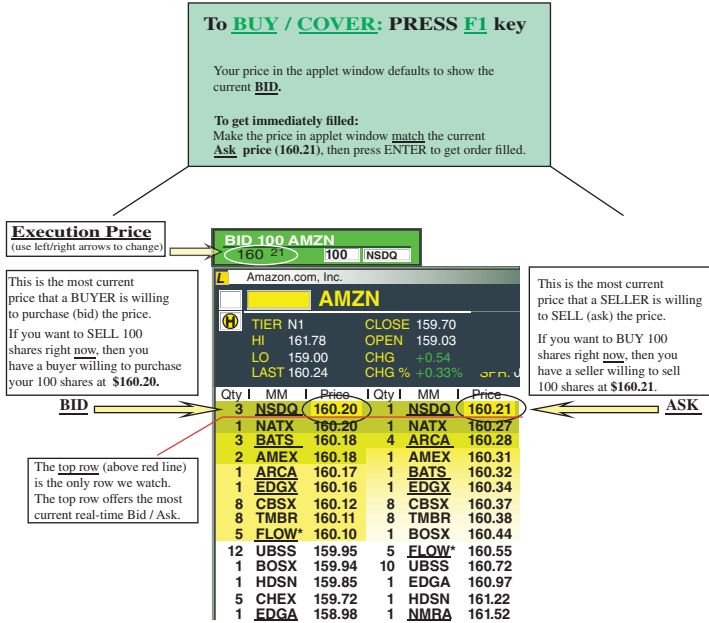 To BUY / COVER: PRESS F1 key
Your price in the applet window defaults to show the
current BID.
To get immediately filled:
Make the price in applet window match the current
Ask price (160.21), then press ENTER to get order filled.
Execution Price
(use left/right arrows to change)
BID 100 AMZN
160 21 100 NSDQ
This is the most current
price that a BUYER is willing
to purchase (bid) the price.
If you want to SELL 100
shares right now, then you
have a buyer willing to purchase
your 100 shares at $160.20.
BID
L Amazon.com, Inc.
AMZN
H TIER N1 CLOSE 159.70
HI 161.78 OPEN 159.03
LO 159.00 CHG +0.54
LAST 160.24 CHG % +0.33%
This is the most current
price that a SELLER is willing
to SELL (ask) the price.
If you want to BUY 100
shares right now, then you
have a seller willing to sell
100 shares at $160.21.
ASK
Qty MM Price Qty MM Price
3 NSDQ 160.20 1 NSDQ 160.21
1 NATX 160.20 1 NATX 160.27
3 BATS 160.18 4 ARCA 160.28
2 AMEX 160.18 1 AMEX 160.31
1 ARCA 160.17 1 BATS 160.32
1 EDGX 160.16 1 EDGX 160.34
8 CBSX 160.12 8 CBSX 160.37
8 TMBR 160.11 8 TMBR 160.38
5 FLOW* 160.10 1 BOSX 160.44
12 UBSS 159.95 5 FLOW* 160.55
1 BOSX 159.94 10 UBSS 160.72
1 HDSN 159.85 1 EDGA 160.97
5 CHEX 159.72 1 HDSN 161.22
1 EDGA 158.98 1 NMRA 161.52
The top row (above red line)
is the only row we watch.
The top row offers the most
current real-time Bid / Ask.